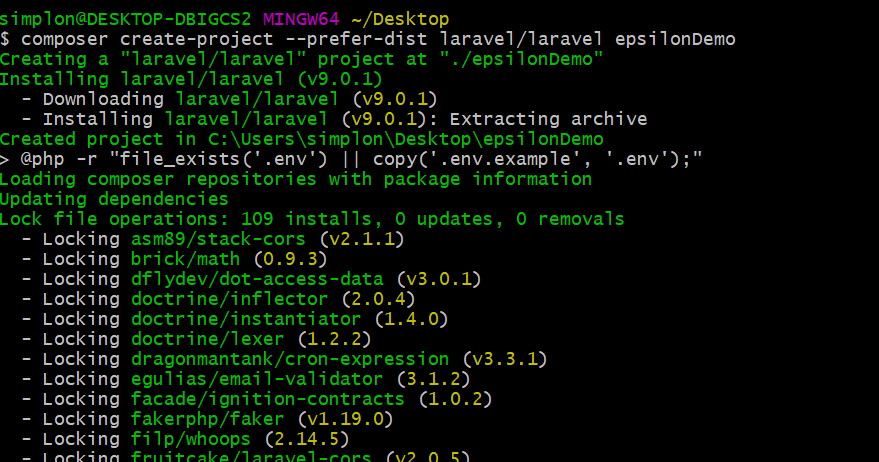 simplon@DESKTOP-DBIGCS2 MINGW64 ~/Desktop
$ composer create-project --prefer-dist laravel/laravel epsilonDemo
Creating a "laravel/laravel" project at "./epsilonDemo"
Installing laravel/laravel (v9.0.1)
  - Downloading laravel/laravel (v9.0.1)
  - Installing laravel/laravel (v9.0.1): Extracting archive
Created project in C:\Users\simplon\Desktop\epsilonDemo
> @php -r "file_exists('.env') || copy('.env.example', '.env');"
Loading composer repositories with package information
Updating dependencies
Lock file operations: 109 installs, 0 updates, 0 removals
  - Locking asm89/stack-cors (v2.1.1)
  - Locking brick/math (0.9.3)
  - Locking dflydev/dot-access-data (v3.0.1)
  - Locking doctrine/inflector (2.0.4)
  - Locking doctrine/instantiator (1.4.0)
  - Locking doctrine/lexer (1.2.2)
  - Locking dragonmantank/cron-expression (v3.3.1)
  - Locking egulias/email-validator (3.1.2)
  - Locking facade/ignition-contracts (1.0.2)
  - Locking fakerphp/faker (v1.19.0)
  - Locking filp/whoops (2.14.5)
  - Locking fruitcake/laravel-cors (v2.0.5)